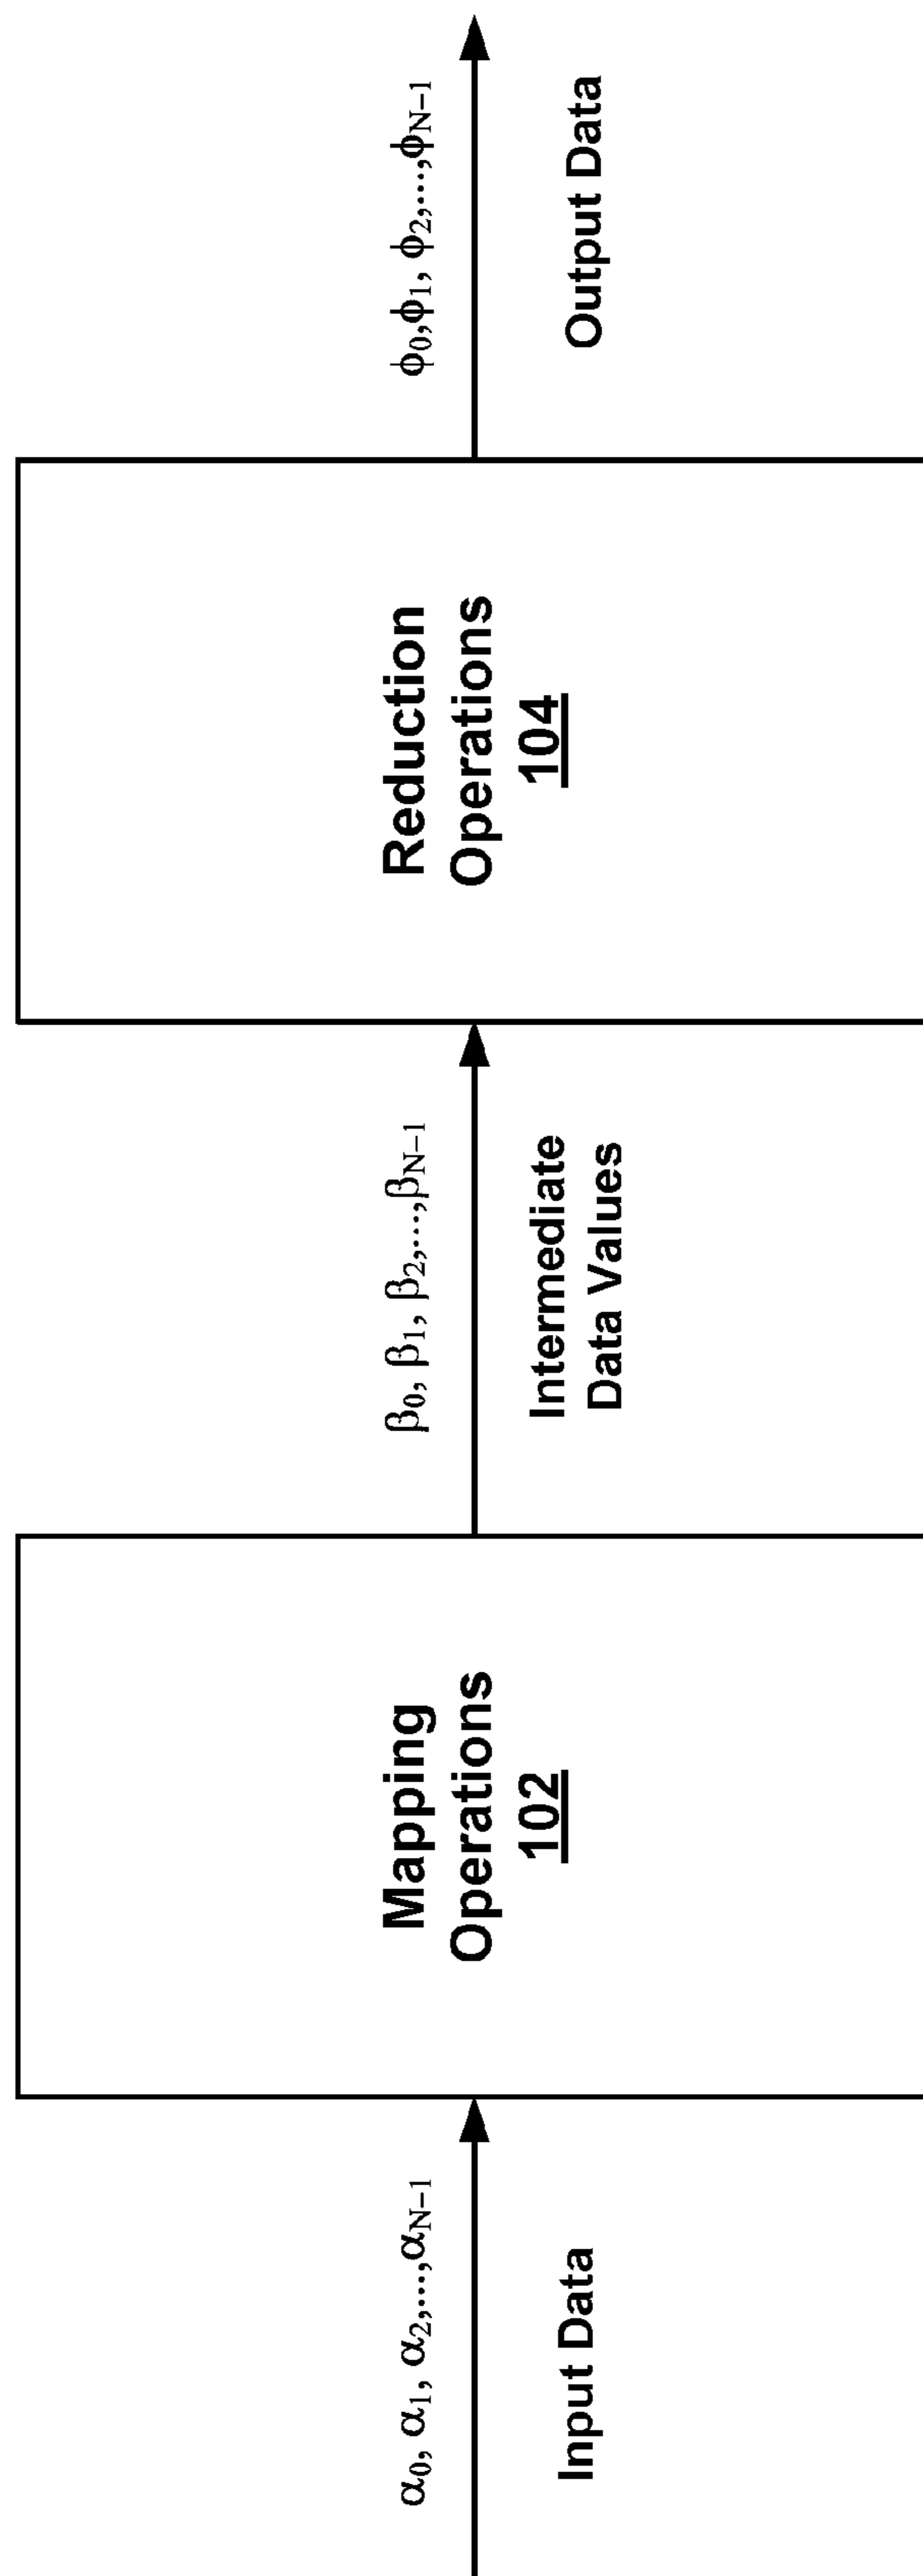 α0, α1, α2,...,αN−1
Input Data
Mapping
Operations
102
β0, β1, β2,...,βN−1
Intermediate
Data Values
Reduction
Operations
104
ϕ0,ϕ1, ϕ2,...,ϕN−1
Output Data